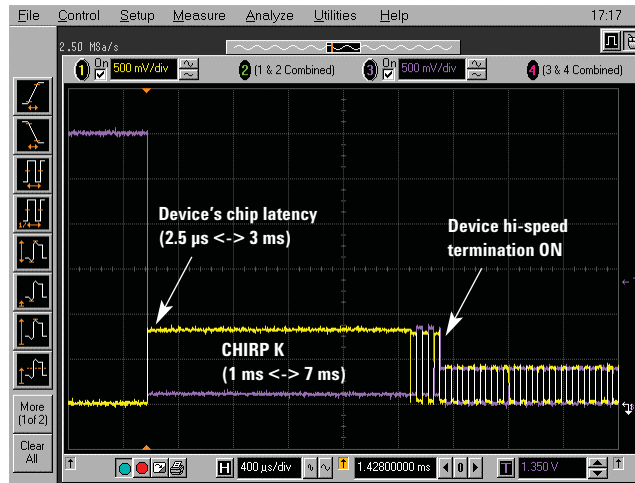 File Control Setup Measure Analyze Utilities Help 17:17
2.50 MSa/s
1 On 500 mV/div 2 (1 & 2 Combined) 3 On 500 mV/div 4 (3 & 4 Combined)
Device's chip latency
(2.5 µs <-> 3 ms)
Device hi-speed
termination ON
CHIRP K
(1 ms <-> 7 ms)
More
(1of 2)
Clear
All
H 400 µs/div 1.42800000 ms 0 T 1.350 V